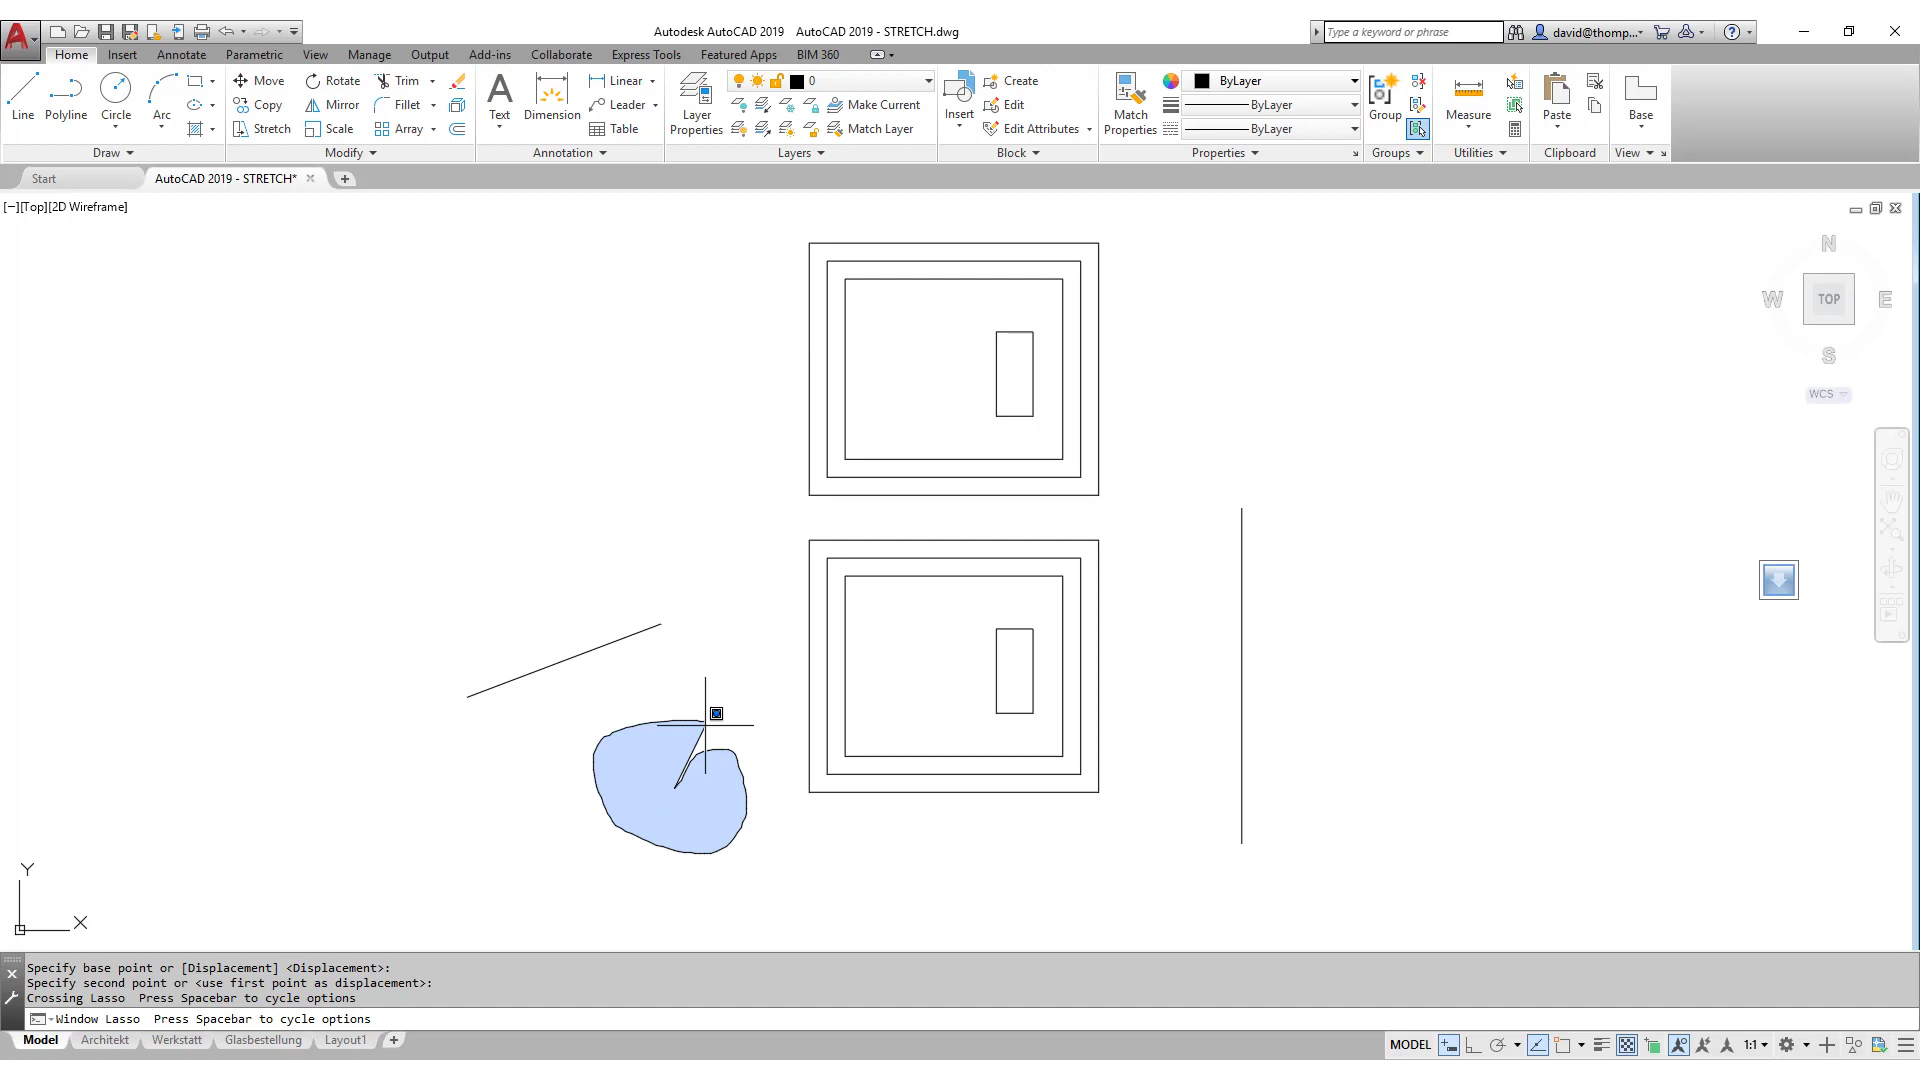 Autodesk AutoCAD 2019 AutoCAD 2019 - STRETCH.dwg
Type a keyword or phrase
david@thomp...
Home Insert Annotate Parametric View Manage Output Add-ins Collaborate Express Tools Featured Apps BIM 360
Line Polyline Circle Arc
Move Rotate Trim
Copy Mirror Fillet
Stretch Scale Array
Text Dimension
Linear
Leader
Table
Layer Properties
0
Make Current
Match Layer
Insert
Create
Edit
Edit Attributes
Match Properties
ByLayer
ByLayer
ByLayer
Group
Measure
Paste
Base
Draw Modify Annotation Layers Block Properties Groups Utilities Clipboard View
Start AutoCAD 2019 - STRETCH*
[−][Top][2D Wireframe]
N
W TOP E
S
WCS
Y
X
Specify base point or [Displacement] <Displacement>:
Specify second point or <use first point as displacement>:
Crossing Lasso  Press Spacebar to cycle options
Window Lasso  Press Spacebar to cycle options
Model Architekt Werkstatt Glasbestellung Layout1
MODEL 1:1